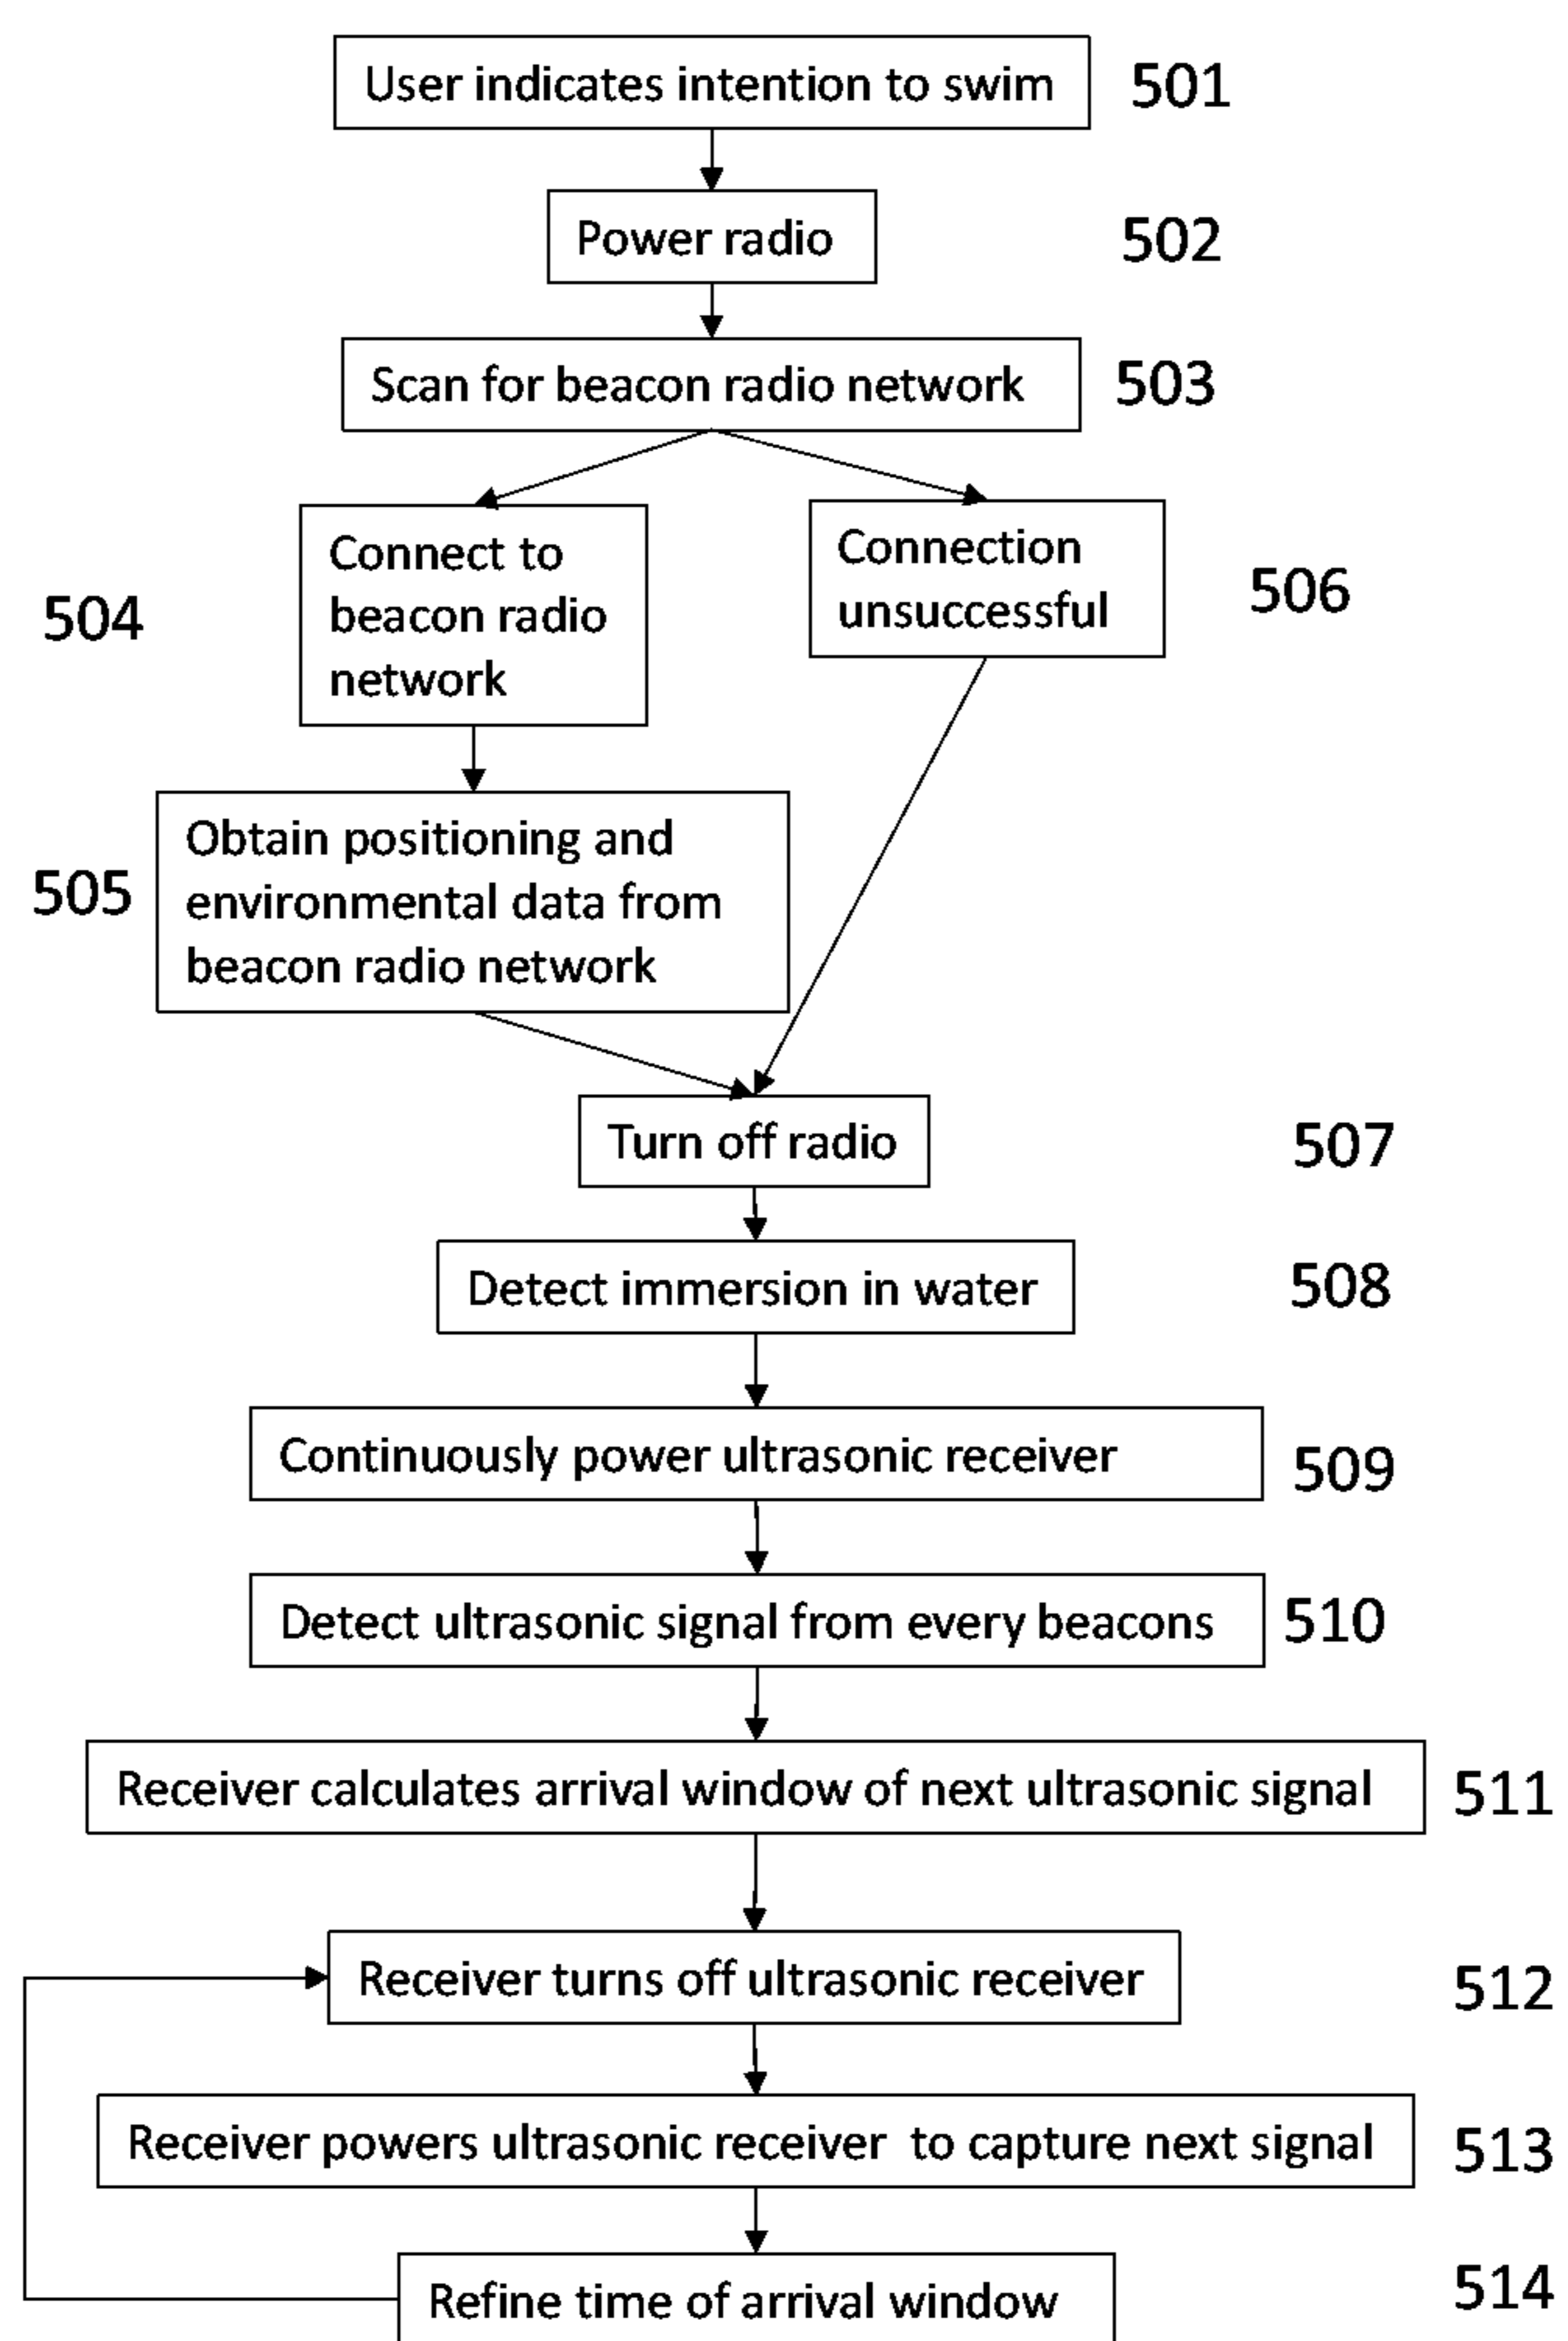 User indicates intention to swim 501
Power radio 502
Scan for beacon radio network 503
504
Connect to
beacon radio
network
Connection
unsuccessful
506
505
Obtain positioning and
environmental data from
beacon radio network
Turn off radio 507
Detect immersion in water 508
Continuously power ultrasonic receiver 509
Detect ultrasonic signal from every beacons 510
Receiver calculates arrival window of next ultrasonic signal 511
Receiver turns off ultrasonic receiver 512
Receiver powers ultrasonic receiver to capture next signal 513
Refine time of arrival window 514